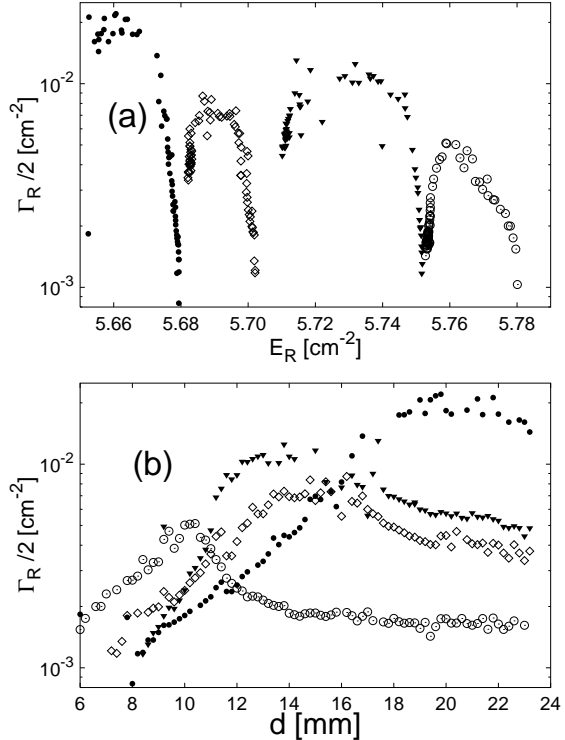 10⁻²
10⁻³
Γ_R /2 [cm⁻²]
(a)
5.66 5.68 5.70 5.72 5.74 5.76 5.78
E_R [cm⁻²]
10⁻²
10⁻³
Γ_R /2 [cm⁻²]
(b)
6 8 10 12 14 16 18 20 22 24
d [mm]